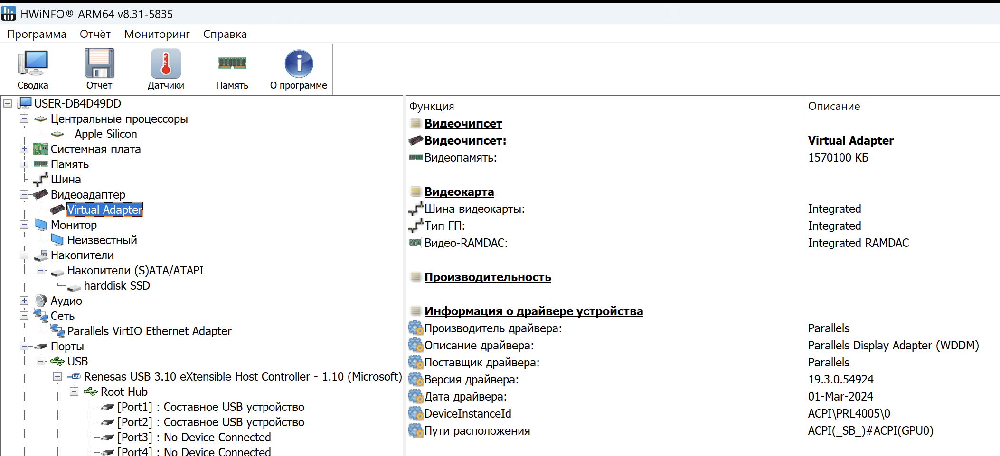 HWiNFO® ARM64 v8.31-5835
Программа Отчёт Мониторинг Справка
Сводка Отчёт Датчики Память О программе
USER-DB4D49DD
Центральные процессоры
Apple Silicon
Системная плата
Память
Шина
Видеоадаптер
Virtual Adapter
Монитор
Неизвестный
Накопители
Накопители (S)ATA/ATAPI
harddisk SSD
Аудио
Сеть
Parallels VirtIO Ethernet Adapter
Порты
USB
Renesas USB 3.10 eXtensible Host Controller - 1.10 (Microsoft)
Root Hub
[Port1] : Составное USB устройство
[Port2] : Составное USB устройство
[Port3] : No Device Connected
[Port4] : No Device Connected
Функция Описание
Видеочипсет
Видеочипсет: Virtual Adapter
Видеопамять: 1570100 КБ
Видеокарта
Шина видеокарты: Integrated
Тип ГП: Integrated
Видео-RAMDAC: Integrated RAMDAC
Производительность
Информация о драйвере устройства
Производитель драйвера: Parallels
Описание драйвера: Parallels Display Adapter (WDDM)
Поставщик драйвера: Parallels
Версия драйвера: 19.3.0.54924
Дата драйвера: 01-Mar-2024
DeviceInstanceId ACPI\PRL4005\0
Пути расположения ACPI(_SB_)#ACPI(GPU0)